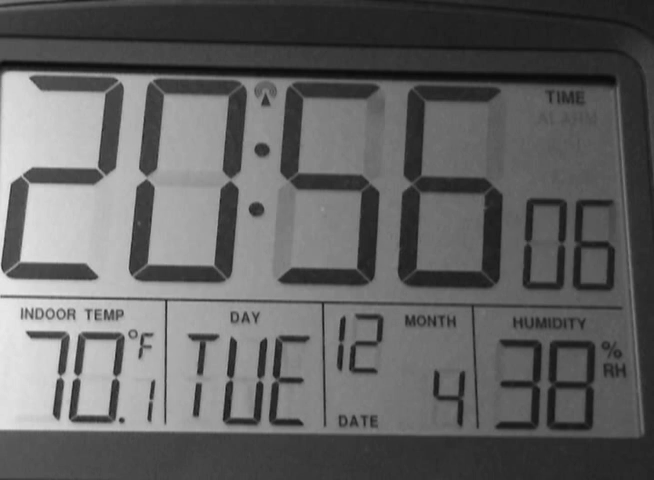 20:56 06
TIME
ALARM
INDOOR TEMP
70.1 °F
DAY
TUE
12 MONTH
DATE 4
HUMIDITY
38 % RH